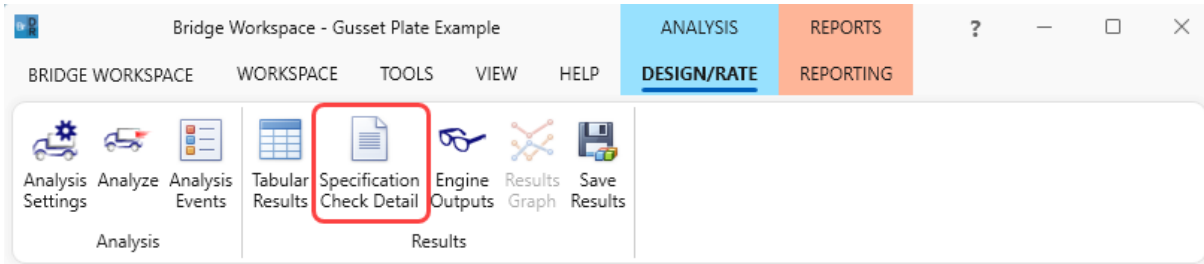 Bridge Workspace - Gusset Plate Example
ANALYSIS
REPORTS
?
BRIDGE WORKSPACE
WORKSPACE
TOOLS
VIEW
HELP
DESIGN/RATE
REPORTING
Analysis
Settings
Analyze
Analysis
Events
Tabular
Results
Specification
Check Detail
Engine
Outputs
Results
Graph
Save
Results
Analysis
Results